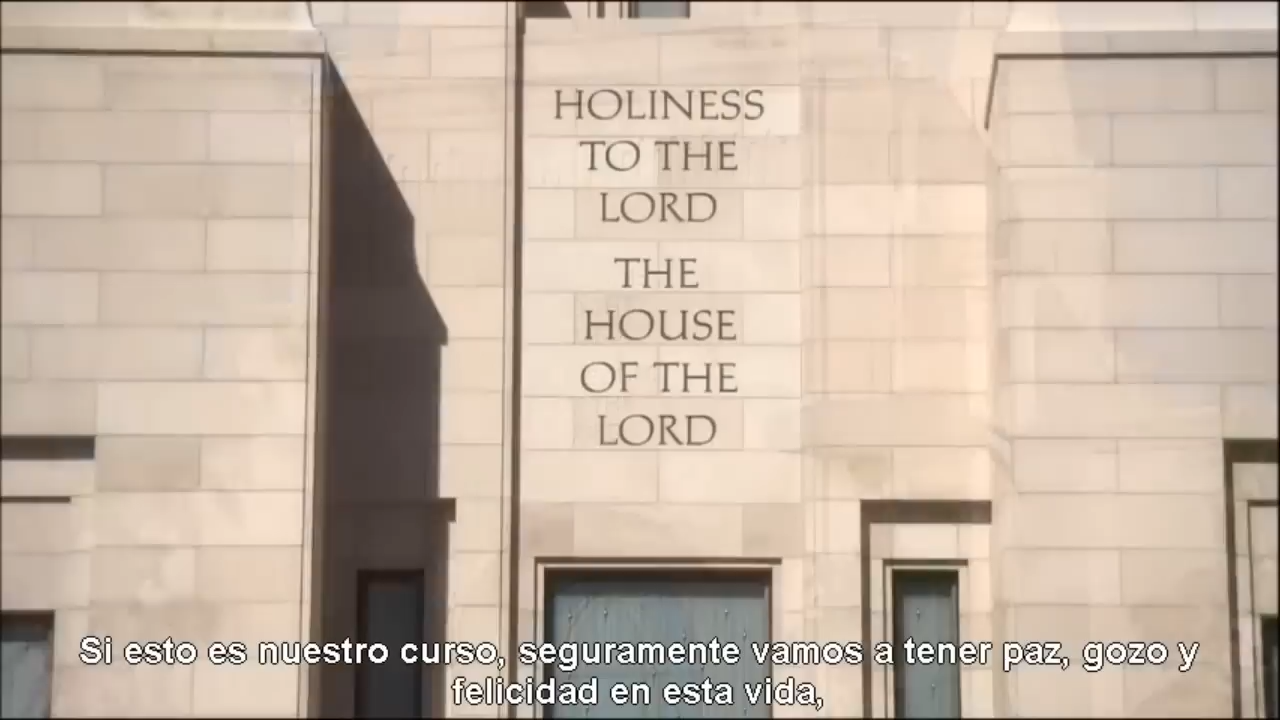 HOLINESS
TO THE
LORD
THE
HOUSE
OF THE
LORD
Si esto es nuestro curso, seguramente vamos a tener paz, gozo y
felicidad en esta vida,